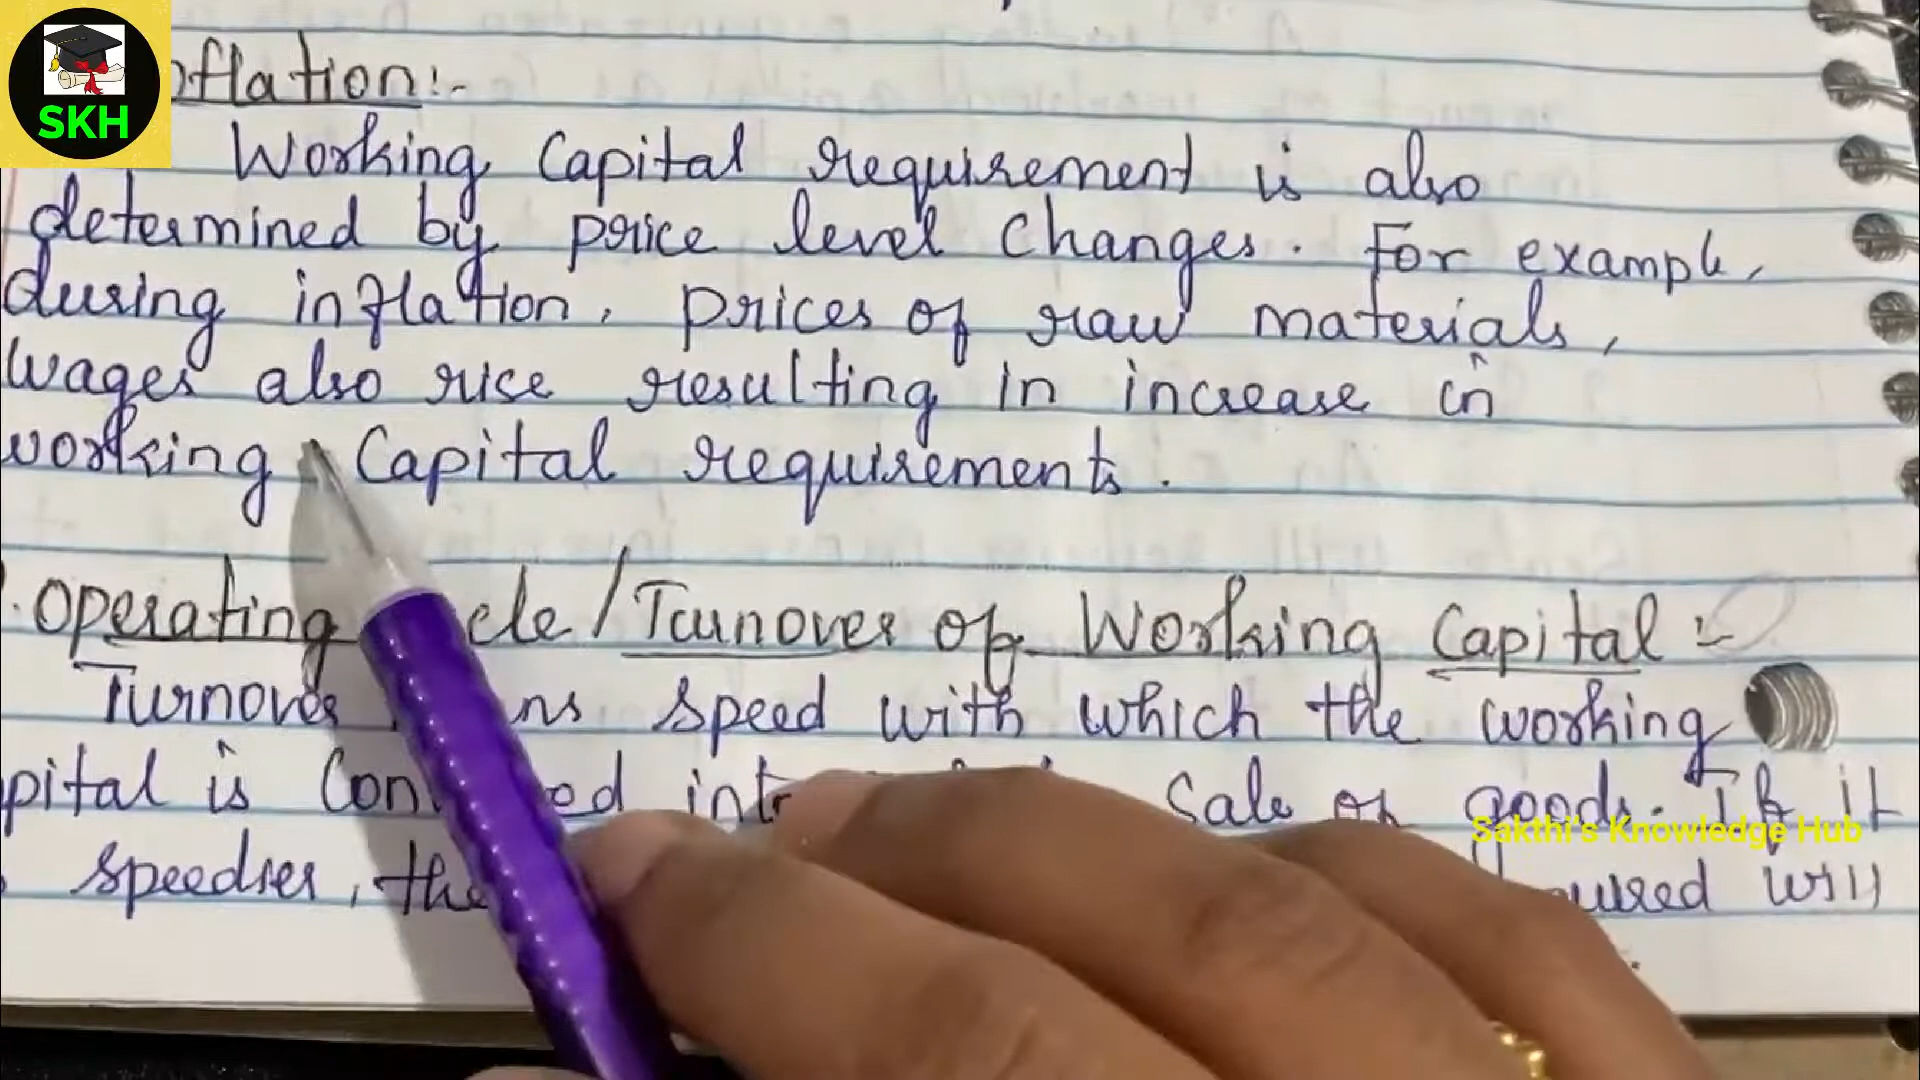 SKH
flation:-
Working Capital requirement is also
determined by price level changes. For example,
during inflation, prices of raw materials,
wages also rise resulting in increase in
working Capital requirements.
Operating cle/Turnover of Working Capital :-
Turnover ns speed with which the working
pital is Con ed into Sale of goods. If it
speedier, the will
Sakthi's Knowledge Hub